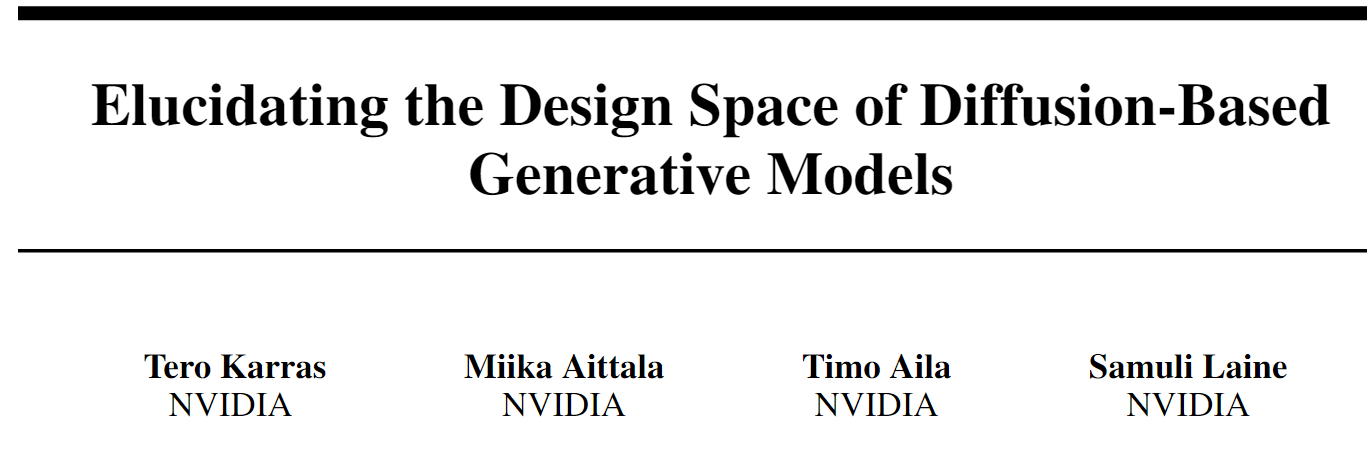 Elucidating the Design Space of Diffusion-Based
Generative Models
Tero Karras Miika Aittala Timo Aila Samuli Laine
NVIDIA NVIDIA NVIDIA NVIDIA